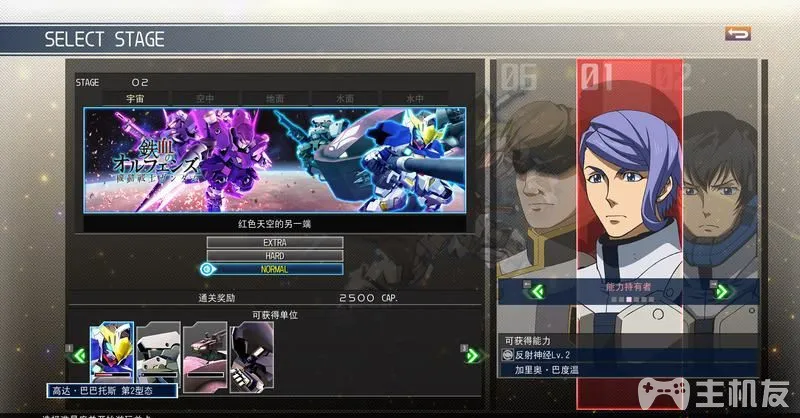 SELECT STAGE
STAGE 02
宇宙 空中 地面 水面 水中
鉄血の
オルフェンズ
红色天空的另一端
EXTRA
HARD
NORMAL
通关奖励 2500 CAP.
可获得单位
高达·巴巴托斯 第2型态
06 01 02
能力持有者
可获得能力
反射神经Lv.2
加里奥·巴度温
主机友